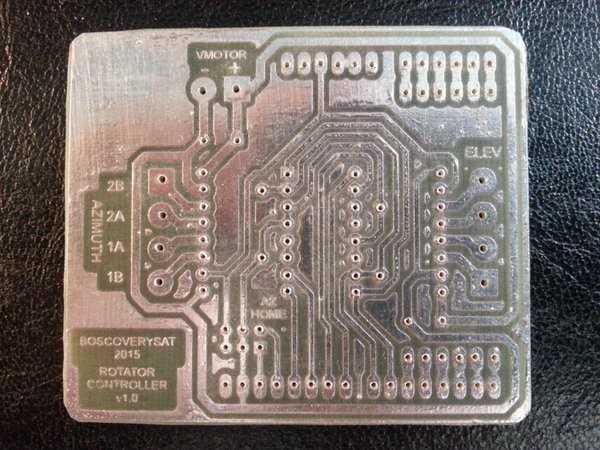 VMOTOR
- +
ELEV
2B
2A
1A
1B
AZIMUTH
AZ
HOME
BOSCOVERYSAT
2015
ROTATOR
CONTROLLER
v1.0